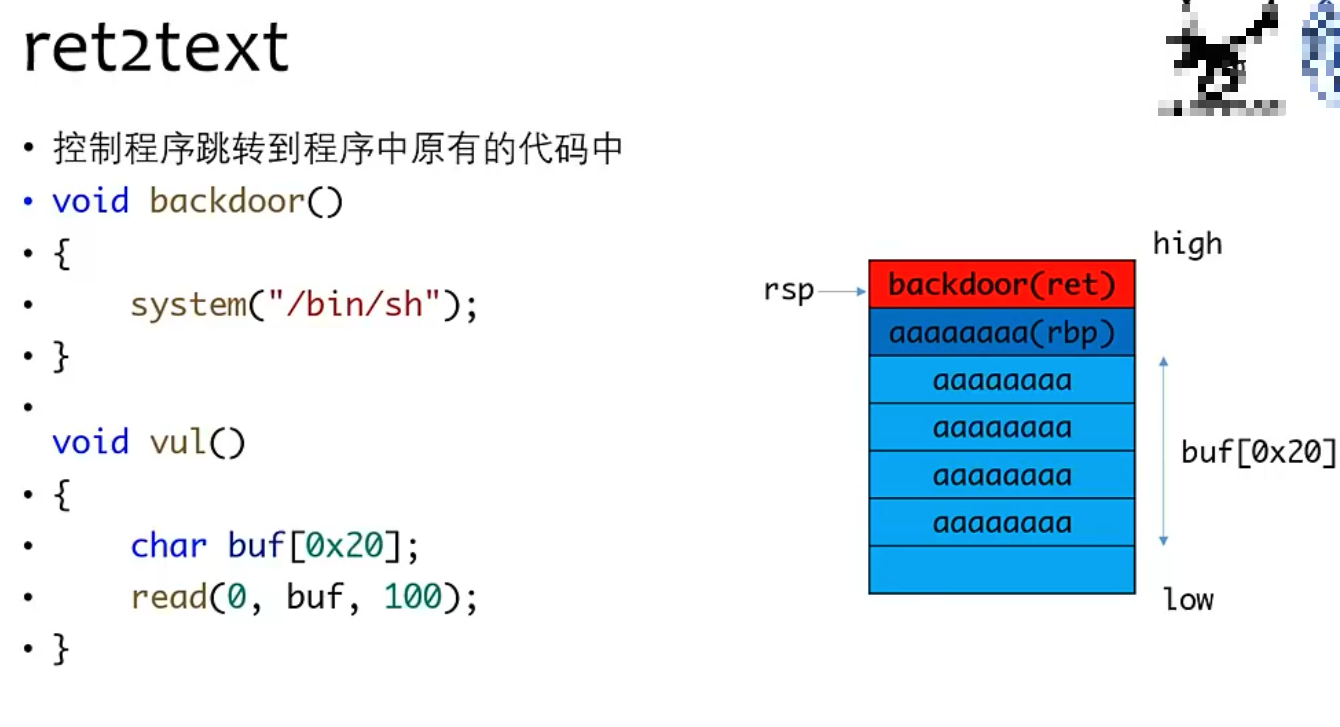 ret2text
• 控制程序跳转到程序中原有的代码中
• void backdoor()
• {
• system("/bin/sh");
• }
•
void vul()
• {
• char buf[0x20];
• read(0, buf, 100);
• }
high
rsp
backdoor(ret)
aaaaaaaa(rbp)
aaaaaaaa
aaaaaaaa
aaaaaaaa
aaaaaaaa
buf[0x20]
low